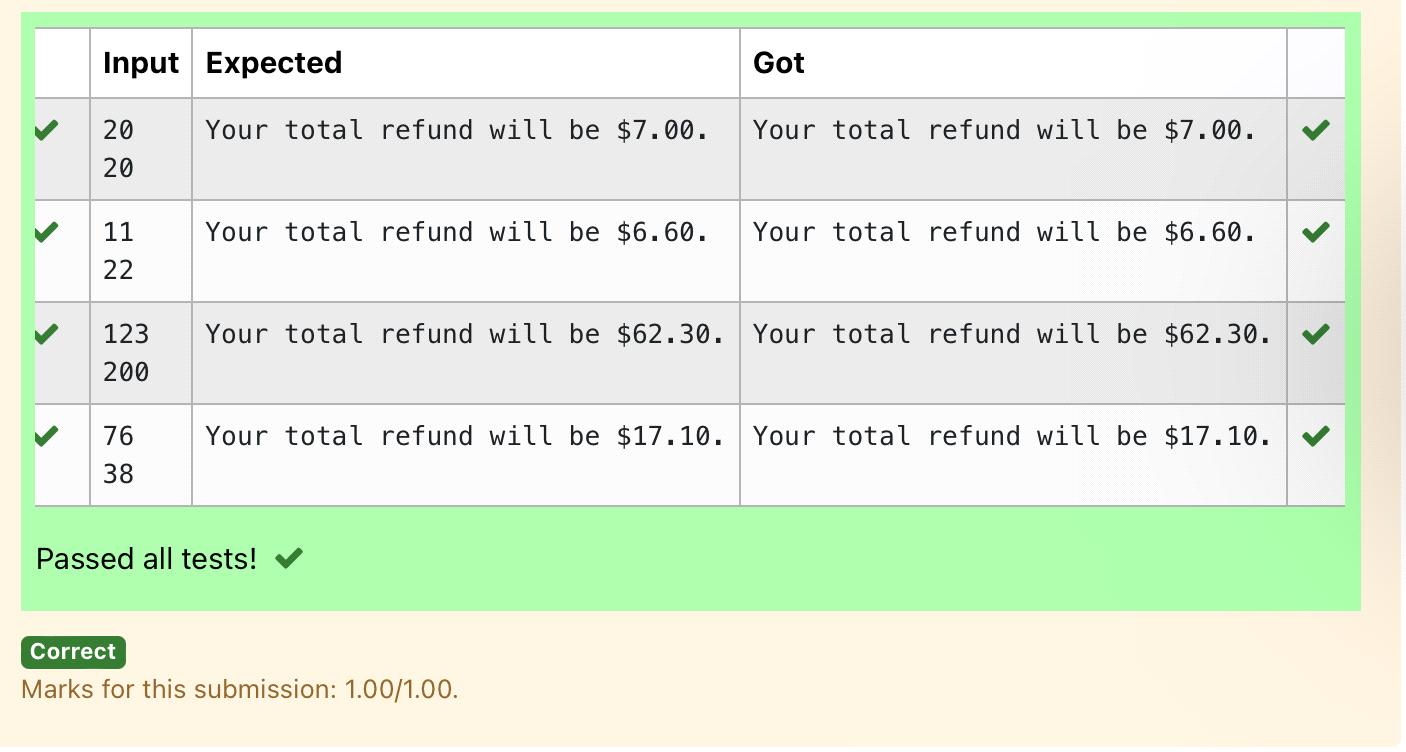 Input Expected Got
20 Your total refund will be $7.00. Your total refund will be $7.00.
20
11 Your total refund will be $6.60. Your total refund will be $6.60.
22
123 Your total refund will be $62.30. Your total refund will be $62.30.
200
76 Your total refund will be $17.10. Your total refund will be $17.10.
38
Passed all tests!
Correct
Marks for this submission: 1.00/1.00.